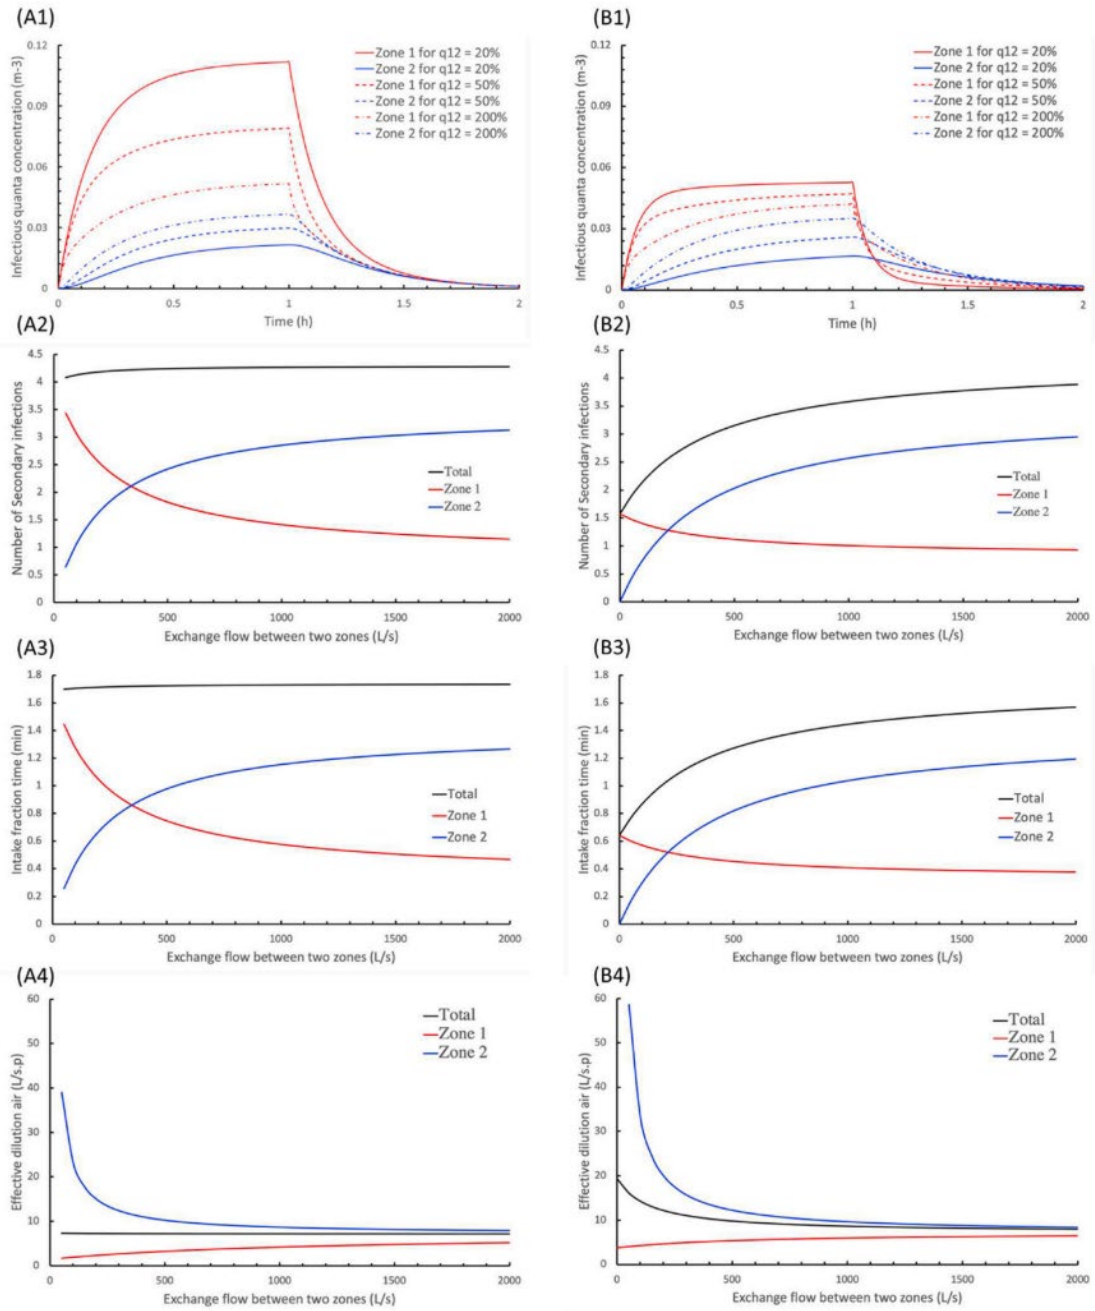 (A1)
Infectious quanta concentration (m-3)
0.12
0.09
0.06
0.03
0
Zone 1 for q12 = 20%
Zone 2 for q12 = 20%
Zone 1 for q12 = 50%
Zone 2 for q12 = 50%
Zone 1 for q12 = 200%
Zone 2 for q12 = 200%
0 0.5 1 1.5 2
Time (h)
(B1)
Infectious quanta concentration (m-3)
0.12
0.09
0.06
0.03
0
Zone 1 for q12 = 20%
Zone 2 for q12 = 20%
Zone 1 for q12 = 50%
Zone 2 for q12 = 50%
Zone 1 for q12 = 200%
Zone 2 for q12 = 200%
0 0.5 1 1.5 2
Time (h)
(A2)
Number of Secondary infections
4.5
4
3.5
3
2.5
2
1.5
1
0.5
0
Total
Zone 1
Zone 2
0 500 1000 1500 2000
Exchange flow between two zones (L/s)
(B2)
Number of Secondary infections
4.5
4
3.5
3
2.5
2
1.5
1
0.5
0
Total
Zone 1
Zone 2
0 500 1000 1500 2000
Exchange flow between two zones (L/s)
(A3)
Intake fraction time (min)
1.8
1.6
1.4
1.2
1
0.8
0.6
0.4
0.2
0
Total
Zone 1
Zone 2
0 500 1000 1500 2000
Exchange flow between two zones (L/s)
(B3)
Intake fraction time (min)
1.8
1.6
1.4
1.2
1
0.8
0.6
0.4
0.2
0
Total
Zone 1
Zone 2
0 500 1000 1500 2000
Exchange flow between two zones (L/s)
(A4)
Effective dilution air (L/s.p)
60
50
40
30
20
10
0
Total
Zone 1
Zone 2
0 500 1000 1500 2000
Exchange flow between two zones (L/s)
(B4)
Effective dilution air (L/s.p)
60
50
40
30
20
10
0
Total
Zone 1
Zone 2
0 500 1000 1500 2000
Exchange flow between two zones (L/s)